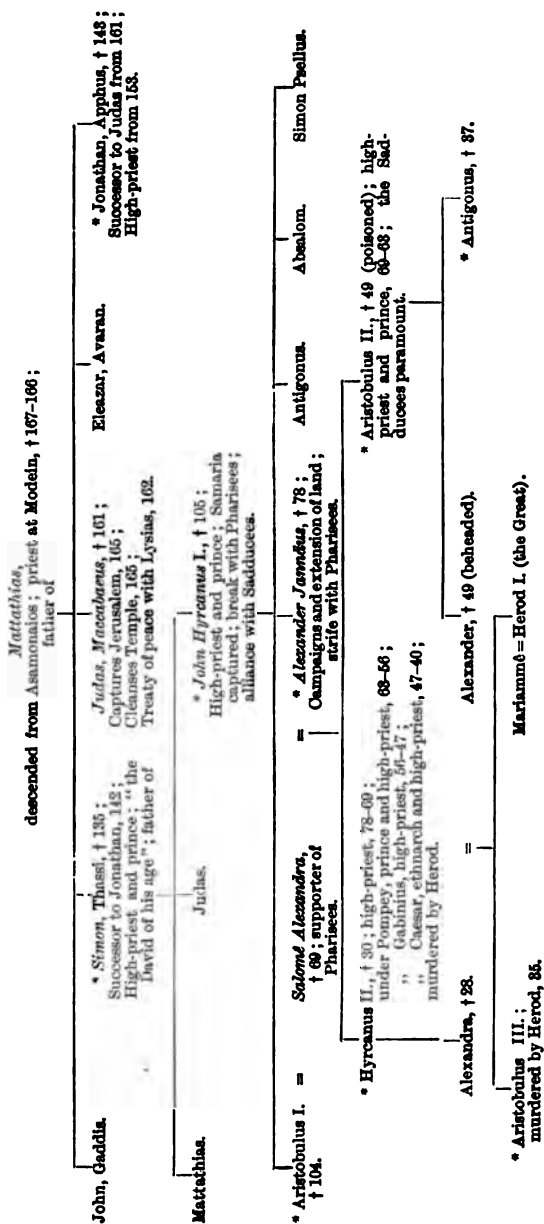 Mattathias,
descended from Asamonaios; priest at Modein, † 167-166;
father of
John, Gaddis.
* Simon, Thassi, † 135;
Successor to Jonathan, 142;
High-priest and prince; "the
David of his age"; father of
Judas, Maccabaeus, † 161;
Captures Jerusalem, 165;
Cleanses Temple, 165;
Treaty of peace with Lysias, 162.
Eleazar, Avaran.
* Jonathan, Apphus, † 143;
Successor to Judas from 161;
High-priest from 153.
Mattathias.
Judas.
* John Hyrcanus I., † 105;
High-priest and prince; Samaria
captured; break with Pharisees;
alliance with Sadducees.
* Aristobulus I. =
† 104.
Salomé Alexandra,
† 69; supporter of
Pharisees.
= * Alexander Jannäus, † 78;
Campaigns and extension of land;
strife with Pharisees.
Antigonus.
Absalom.
Simon Psellus.
* Hyrcanus II., † 30; high-priest, 78-69;
under Pompey, prince and high-priest, 63-56;
„ Gabinius, high-priest, 56-47;
„ Caesar, ethnarch and high-priest, 47-40;
murdered by Herod.
* Aristobulus II., † 49 (poisoned); high-
priest and prince, 69-63; the Sad-
ducees paramount.
Alexandra, † 28.
=
Alexander, † 49 (beheaded).
* Antigonus, † 37.
* Aristobulus III.;
murdered by Herod, 35.
Mariammê = Herod I. (the Great).